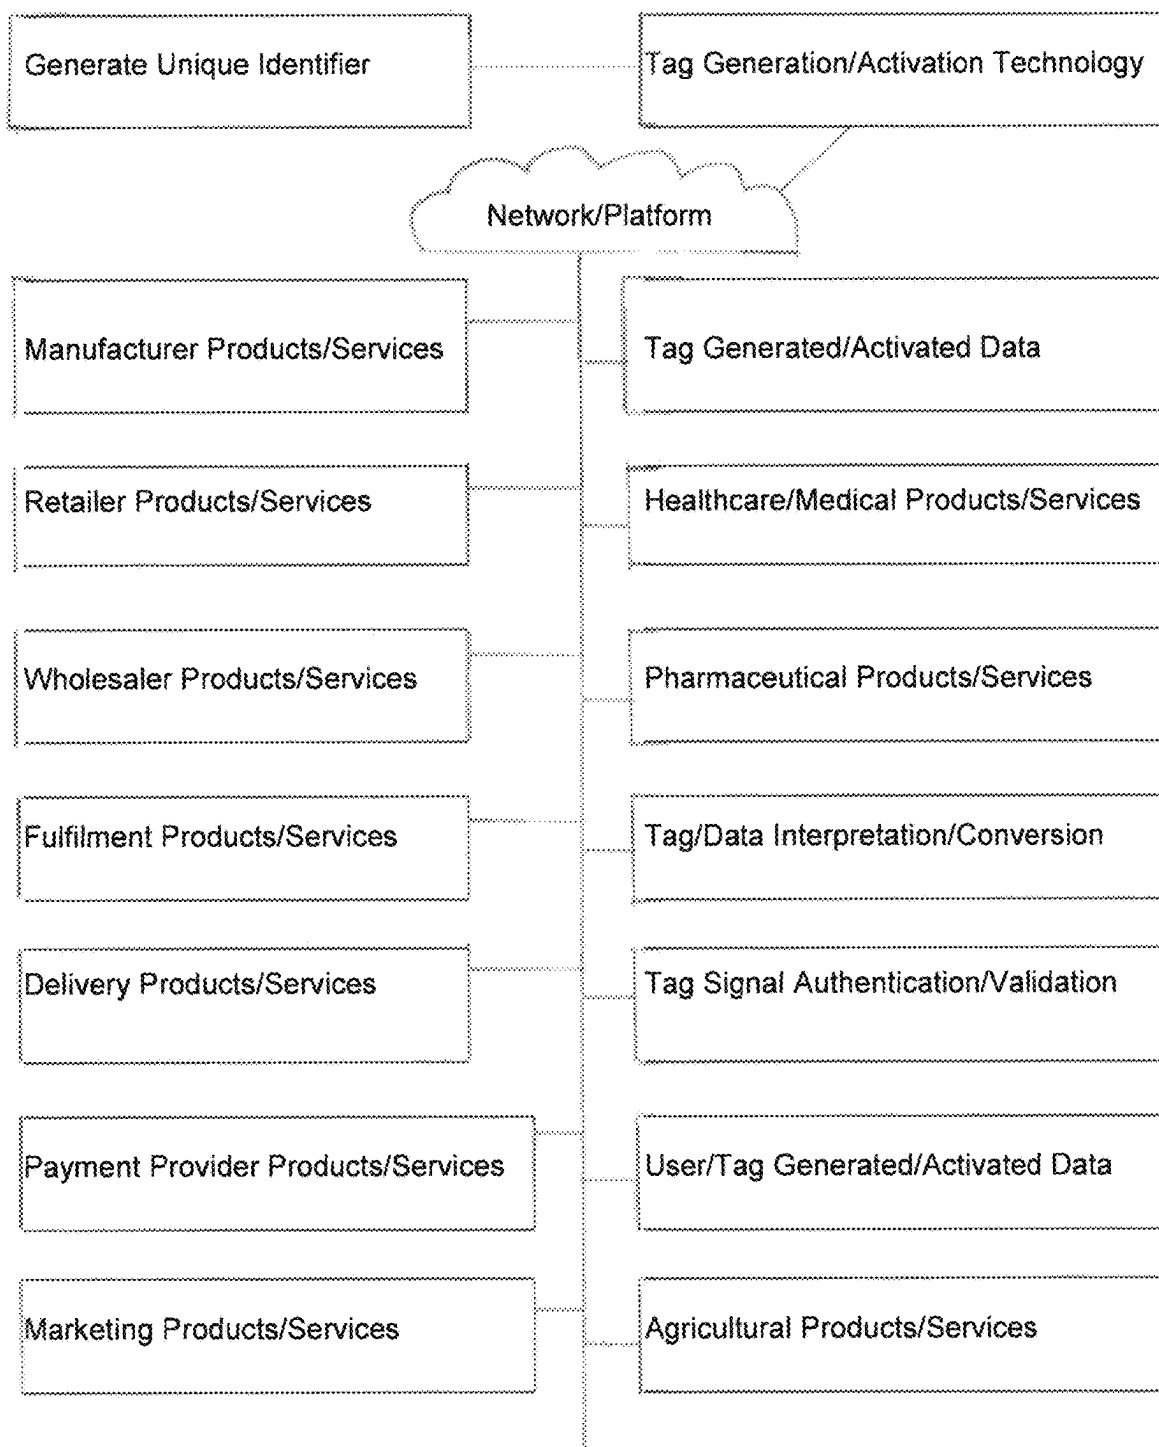 Generate Unique Identifier
Tag Generation/Activation Technology
Network/Platform
Manufacturer Products/Services
Tag Generated/Activated Data
Retailer Products/Services
Healthcare/Medical Products/Services
Wholesaler Products/Services
Pharmaceutical Products/Services
Fulfilment Products/Services
Tag/Data Interpretation/Conversion
Delivery Products/Services
Tag Signal Authentication/Validation
Payment Provider Products/Services
User/Tag Generated/Activated Data
Marketing Products/Services
Agricultural Products/Services